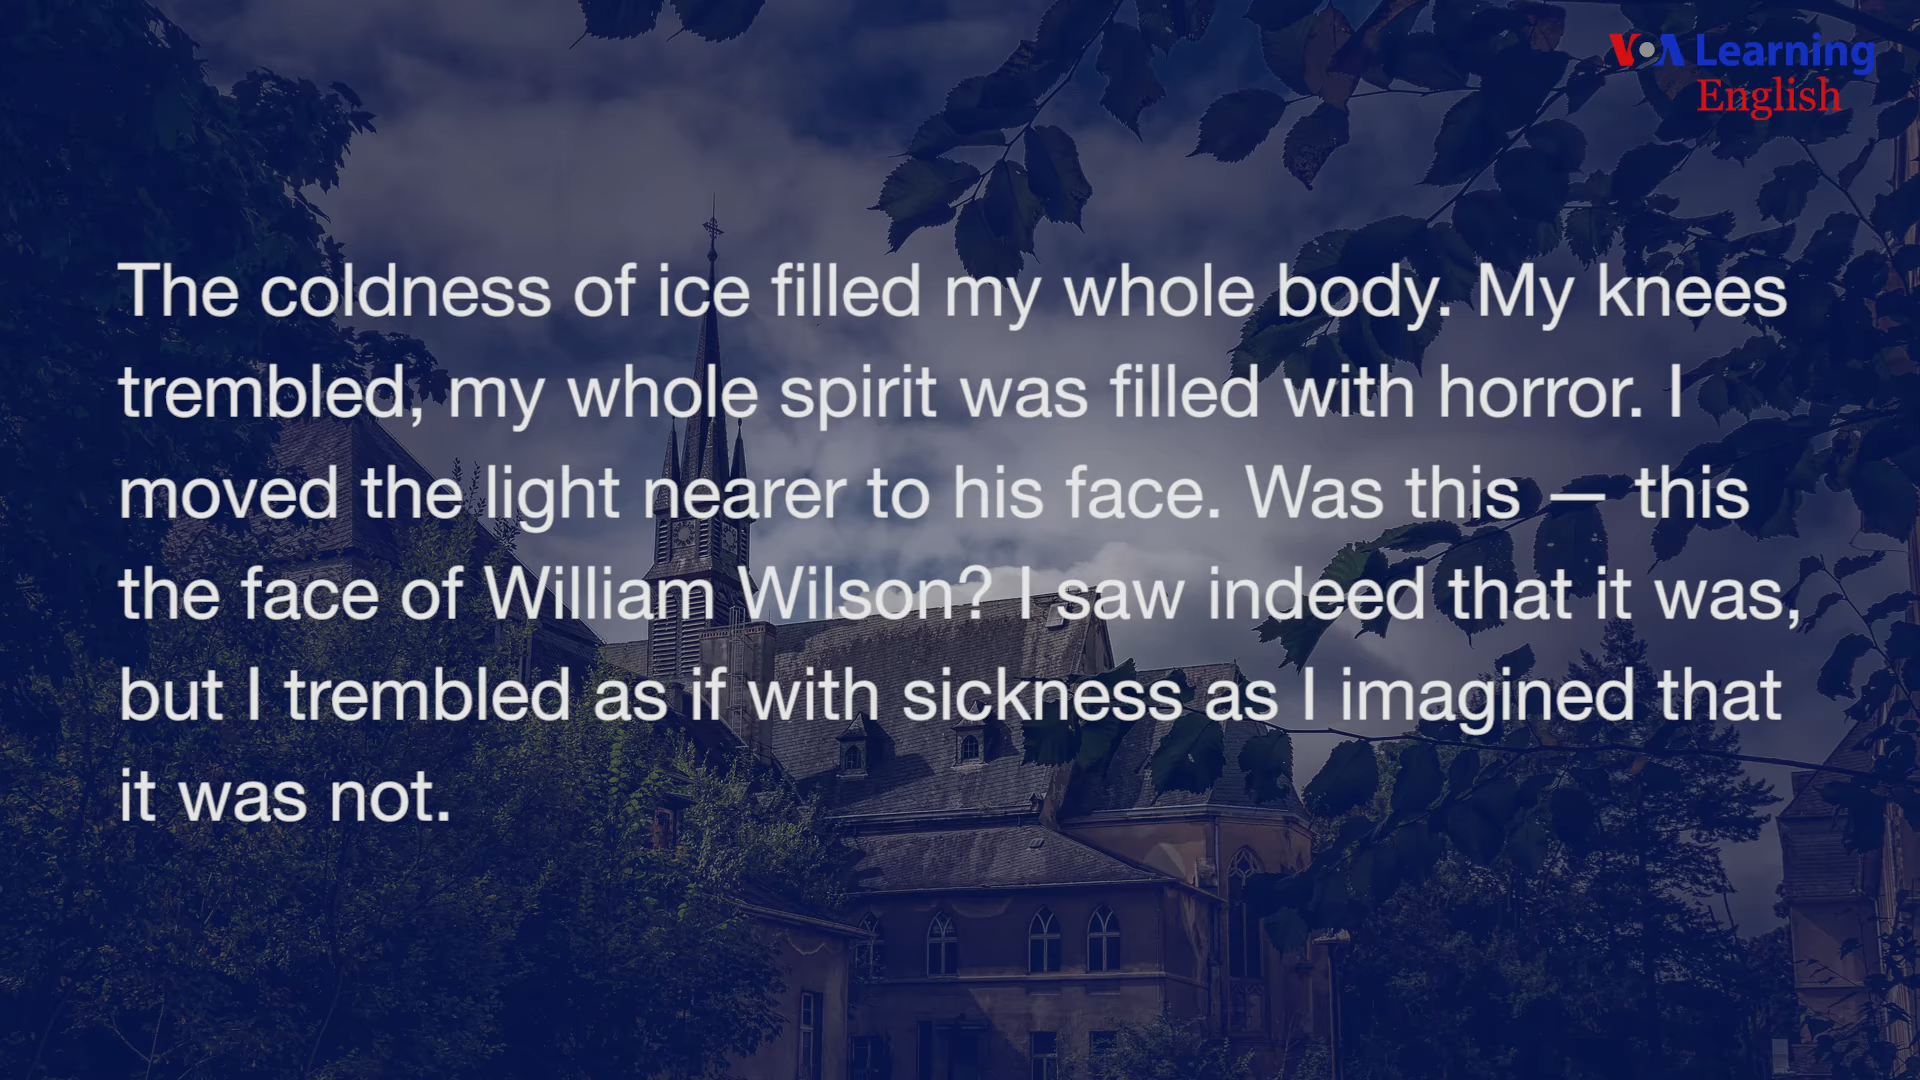 VOA Learning
English
The coldness of ice filled my whole body. My knees
trembled, my whole spirit was filled with horror. I
moved the light nearer to his face. Was this — this
the face of William Wilson? I saw indeed that it was,
but I trembled as if with sickness as I imagined that
it was not.